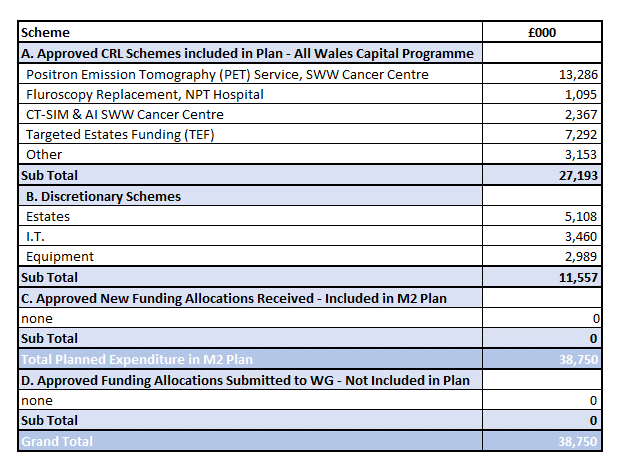 Scheme £000
A. Approved CRL Schemes included in Plan - All Wales Capital Programme
Positron Emission Tomography (PET) Service, SWW Cancer Centre 13,286
Fluroscopy Replacement, NPT Hospital 1,095
CT-SIM & AI SWW Cancer Centre 2,367
Targeted Estates Funding (TEF) 7,292
Other 3,153
Sub Total 27,193
B. Discretionary Schemes
Estates 5,108
I.T. 3,460
Equipment 2,989
Sub Total 11,557
C. Approved New Funding Allocations Received - Included in M2 Plan
none 0
Sub Total 0
Total Planned Expenditure in M2 Plan 38,750
D. Approved Funding Allocations Submitted to WG - Not Included in Plan
none 0
Sub Total 0
Grand Total 38,750